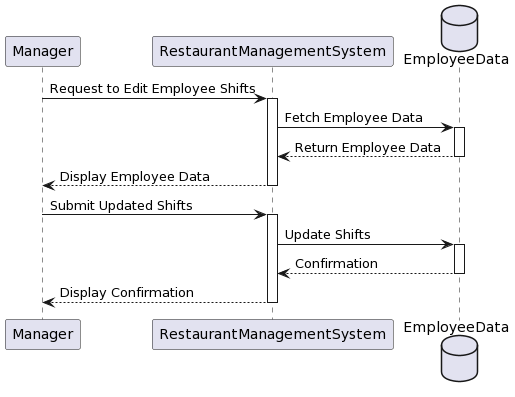 Manager
RestaurantManagementSystem
EmployeeData
Request to Edit Employee Shifts
Fetch Employee Data
Return Employee Data
Display Employee Data
Submit Updated Shifts
Update Shifts
Confirmation
Display Confirmation
Manager
RestaurantManagementSystem
EmployeeData